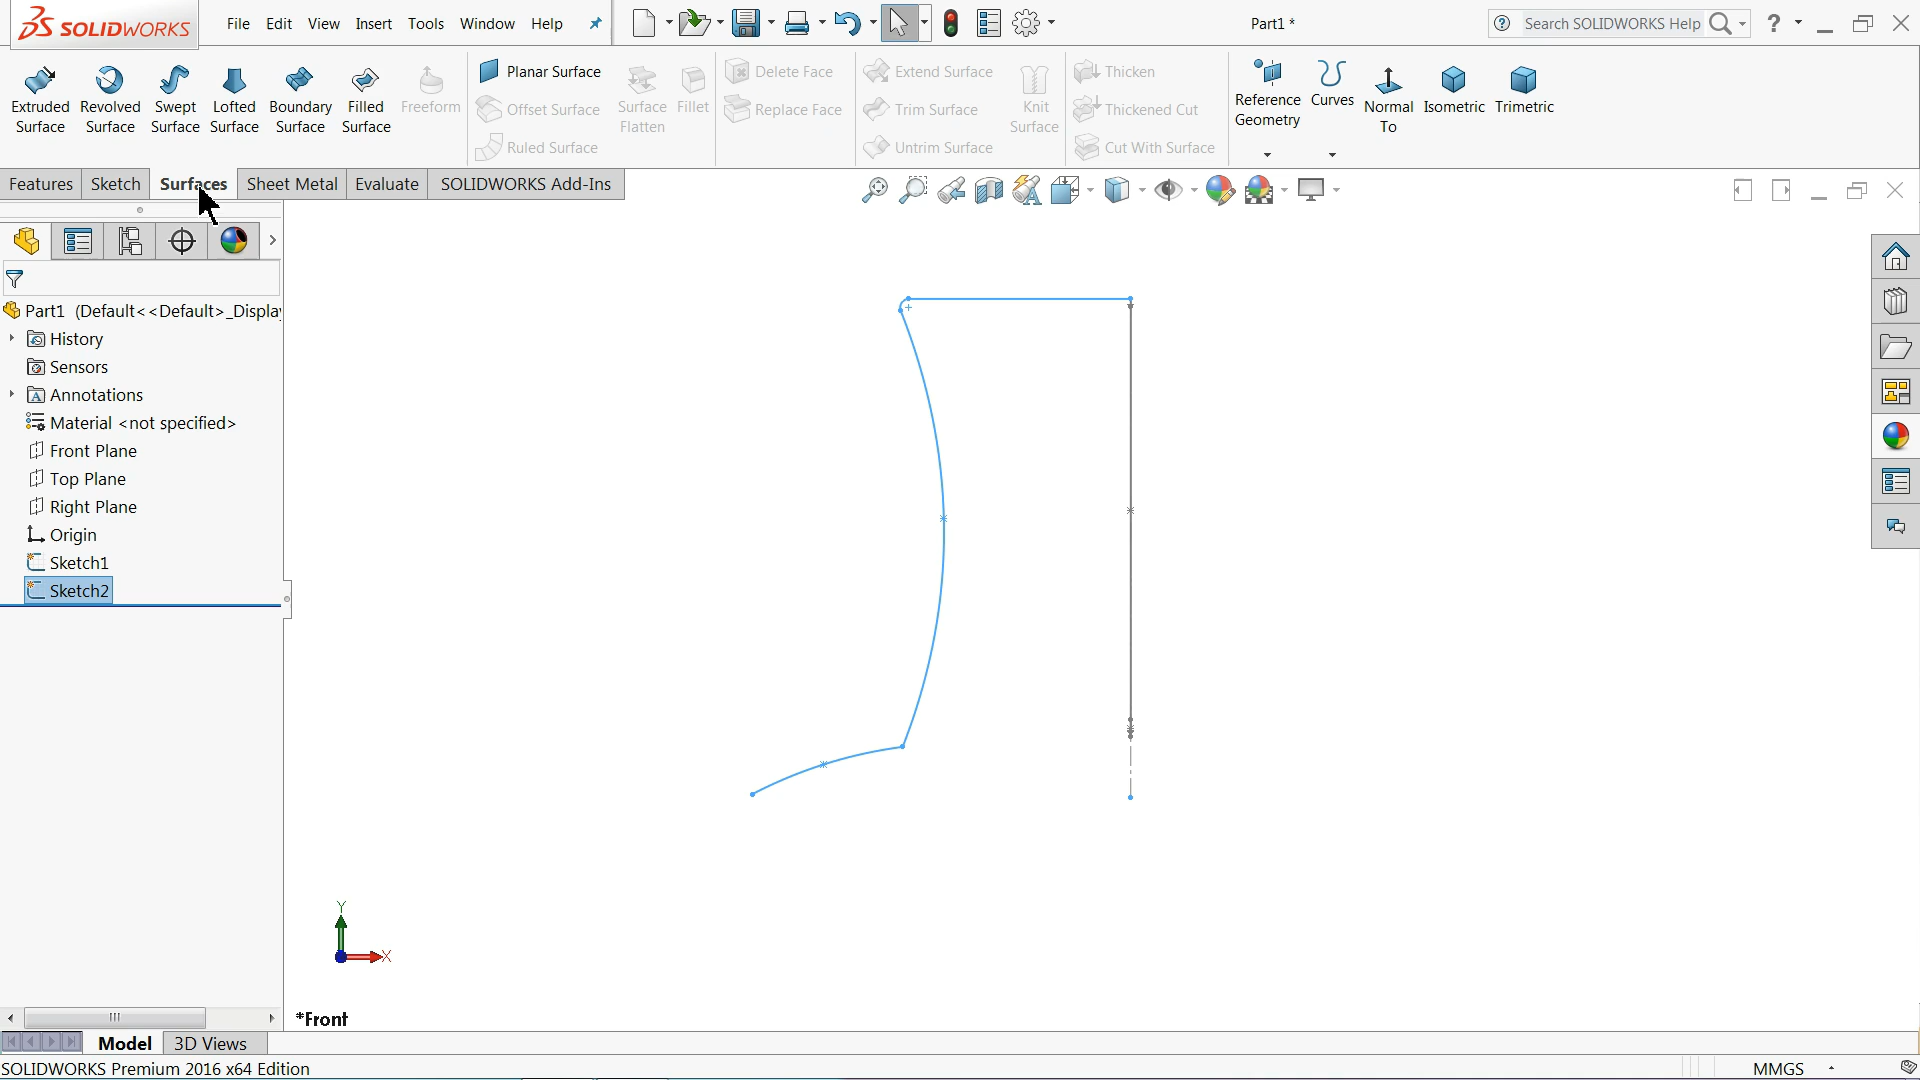 SOLIDWORKS File Edit View Insert Tools Window Help Part1 * Search SOLIDWORKS Help ?
Extruded Surface
Revolved Surface
Swept Surface
Lofted Surface
Boundary Surface
Filled Surface
Freeform
Planar Surface
Offset Surface
Ruled Surface
Surface Flatten
Fillet
Delete Face
Replace Face
Extend Surface
Trim Surface
Untrim Surface
Knit Surface
Thicken
Thickened Cut
Cut With Surface
Reference Geometry
Curves
Normal To
Isometric
Trimetric
Features Sketch Surfaces Sheet Metal Evaluate SOLIDWORKS Add-Ins
Part1 (Default<<Default>_Displa
History
Sensors
Annotations
Material <not specified>
Front Plane
Top Plane
Right Plane
Origin
Sketch1
Sketch2
Y
X
*Front
Model 3D Views
SOLIDWORKS Premium 2016 x64 Edition MMGS